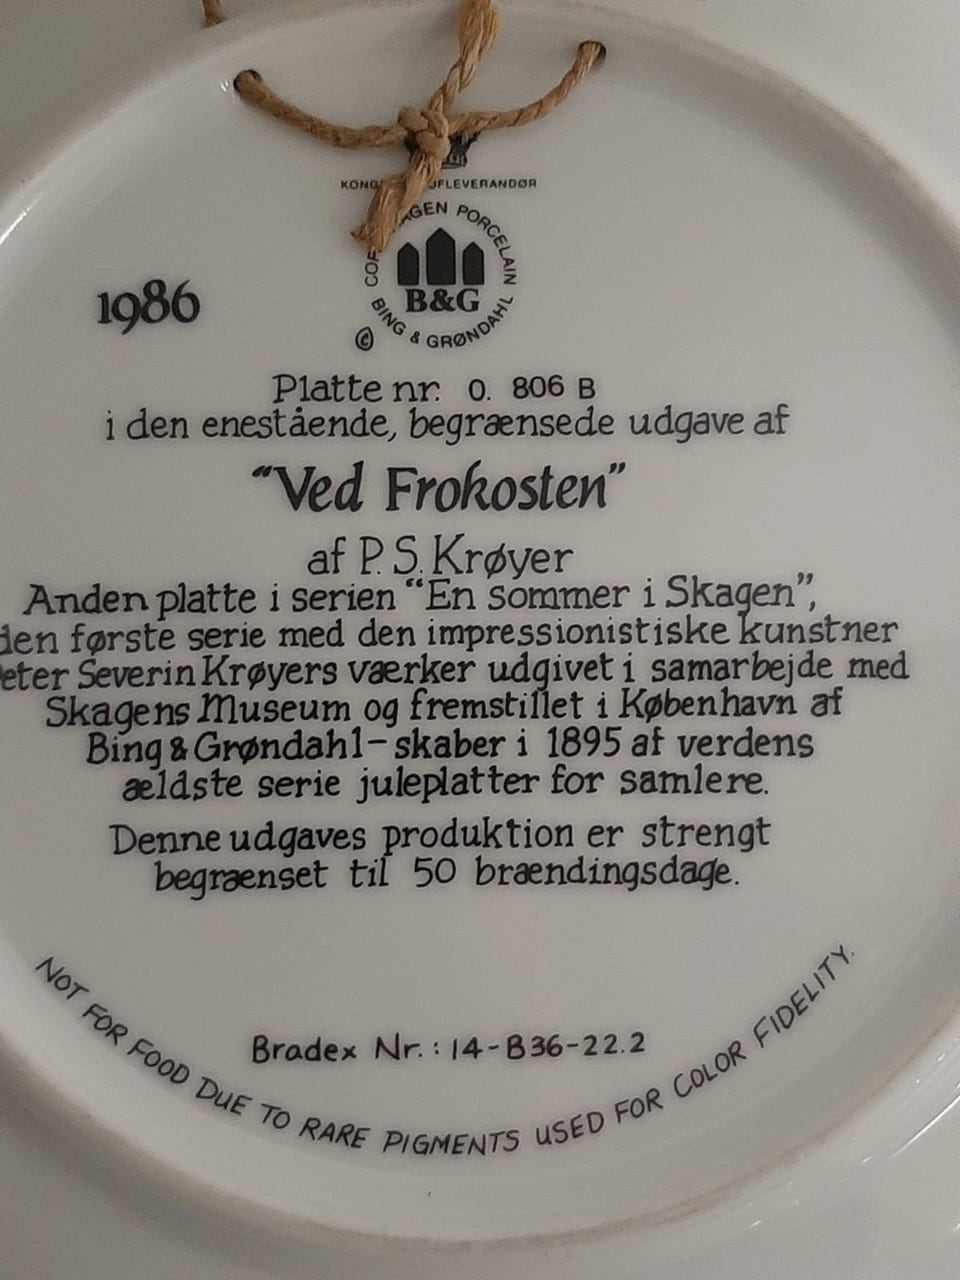 KONG OFLEVERANDØR
PORCELAIN
BING & GRØNDAHL
B&G
©
1986
Platte nr. 0. 806 B
i den enestående, begrænsede udgave af
"Ved Frokosten"
af P. S. Krøyer
Anden platte i serien "En sommer i Skagen",
den første serie med den impressionistiske kunstner
eter Severin Krøyers værker udgivet i samarbejde med
Skagens Museum og fremstillet i København af
Bing & Grøndahl - skaber i 1895 af verdens
ældste serie juleplatter for samlere.
Denne udgaves produktion er strengt
begrænset til 50 brændingsdage.
Bradex Nr.: 14-B36-22.2
NOT FOR FOOD DUE TO RARE PIGMENTS USED FOR COLOR FIDELITY.